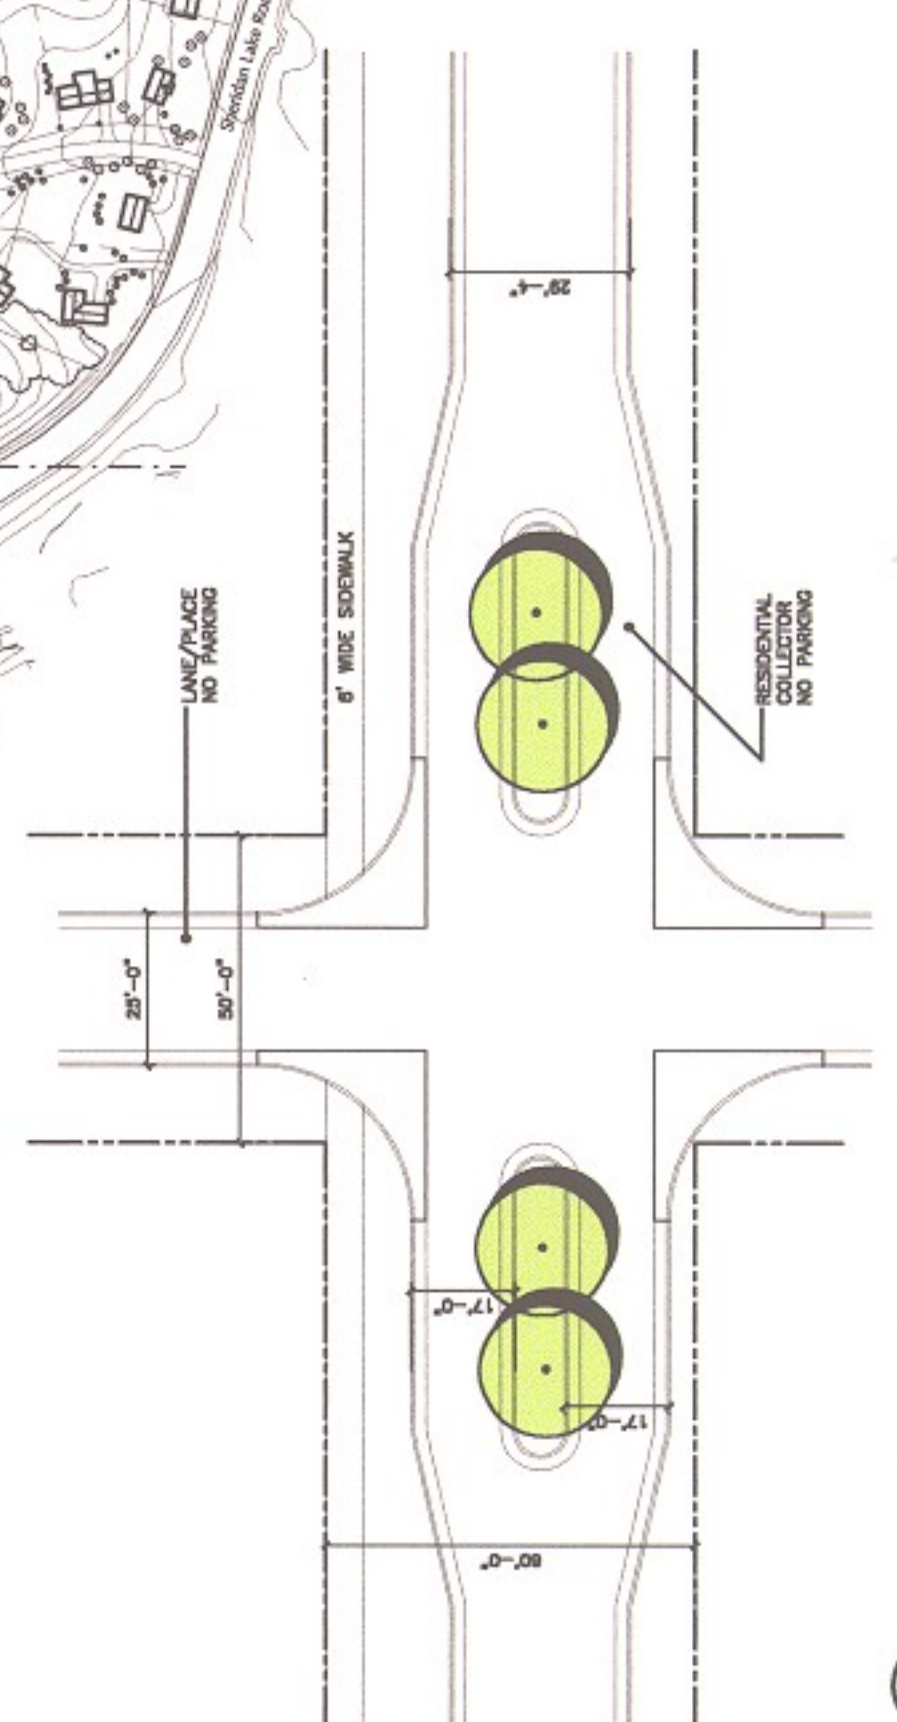 Sheridan Lake Roa
29'-4"
6' WIDE SIDEWALK
LANE/PLACE
NO PARKING
RESIDENTIAL
COLLECTOR
NO PARKING
25'-0"
50'-0"
17'-0"
17'-0"
60'-0"